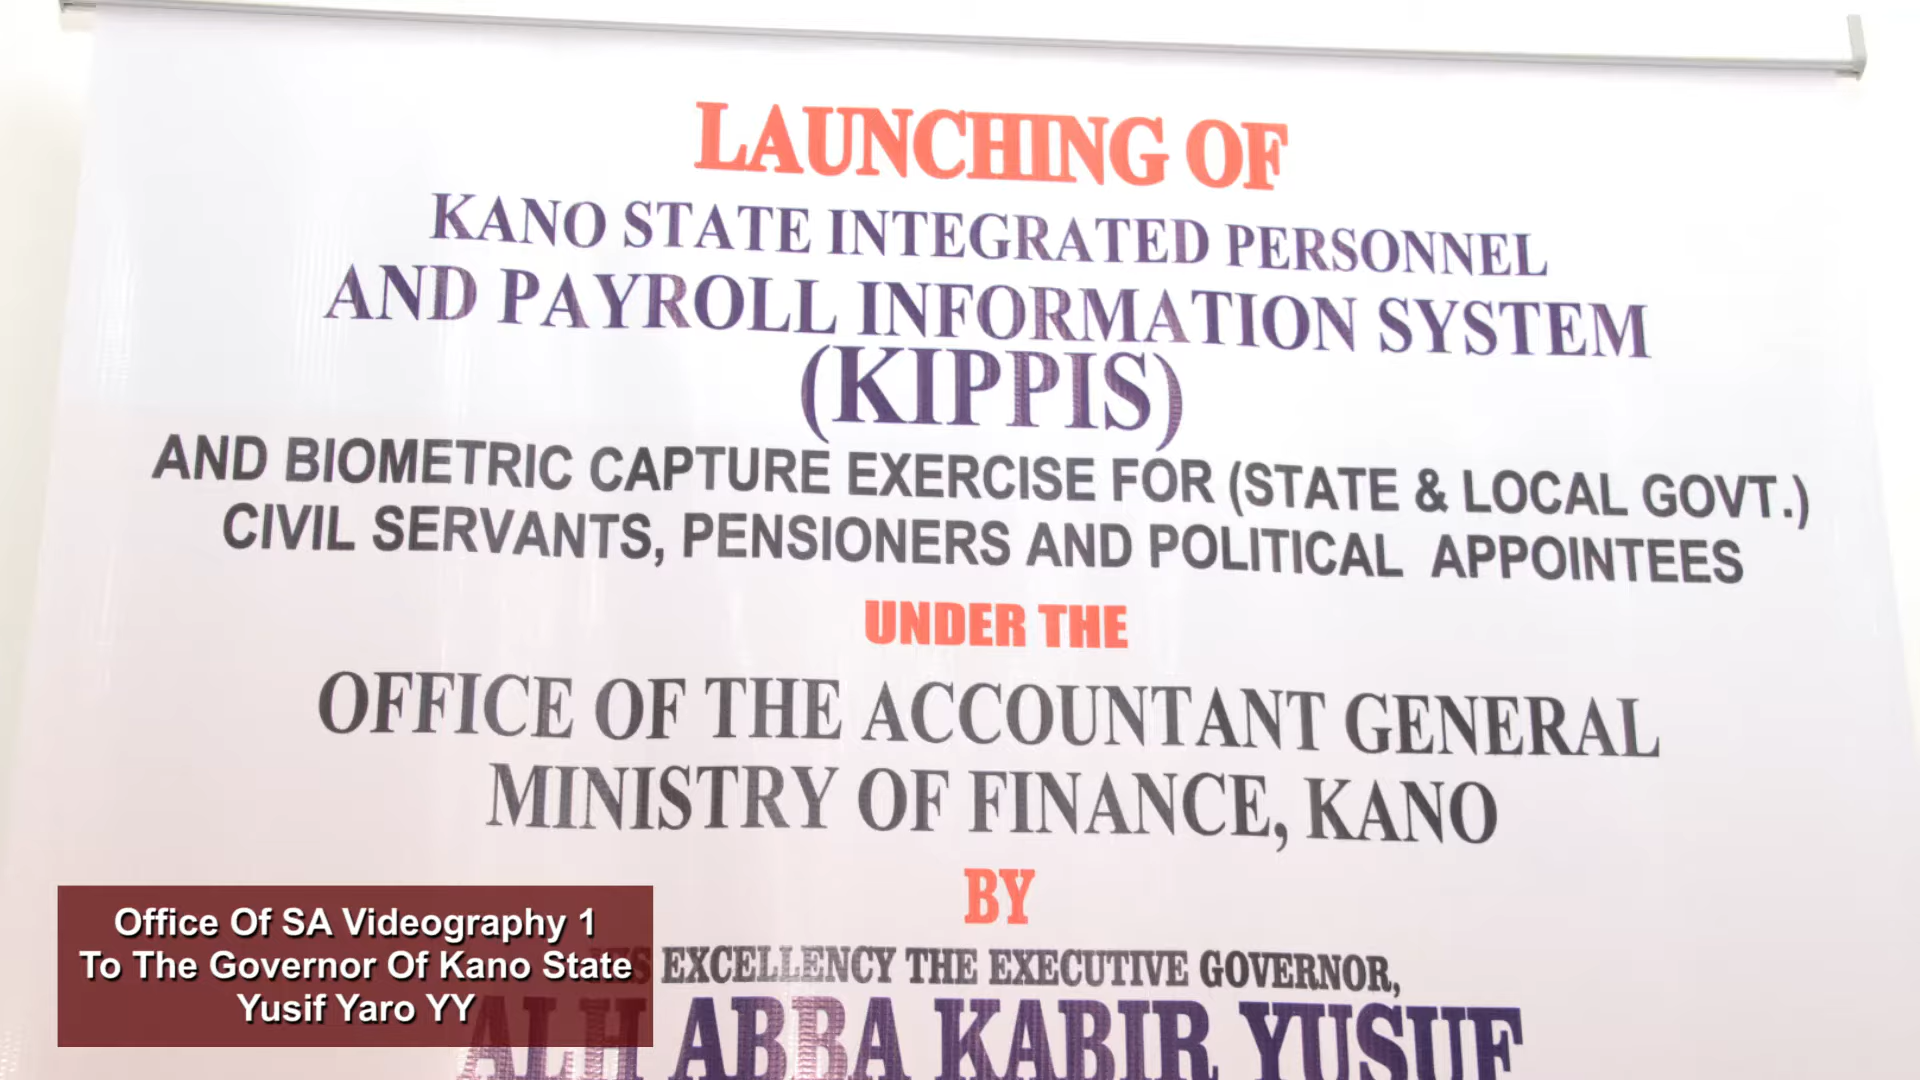 LAUNCHING OF
KANO STATE INTEGRATED PERSONNEL
AND PAYROLL INFORMATION SYSTEM
(KIPPIS)
AND BIOMETRIC CAPTURE EXERCISE FOR (STATE & LOCAL GOVT.)
CIVIL SERVANTS, PENSIONERS AND POLITICAL APPOINTEES
UNDER THE
OFFICE OF THE ACCOUNTANT GENERAL
MINISTRY OF FINANCE, KANO
BY
EXCELLENCY THE EXECUTIVE GOVERNOR,
ALH ABBA KABIR YUSUF
Office Of SA Videography 1
To The Governor Of Kano State
Yusif Yaro YY